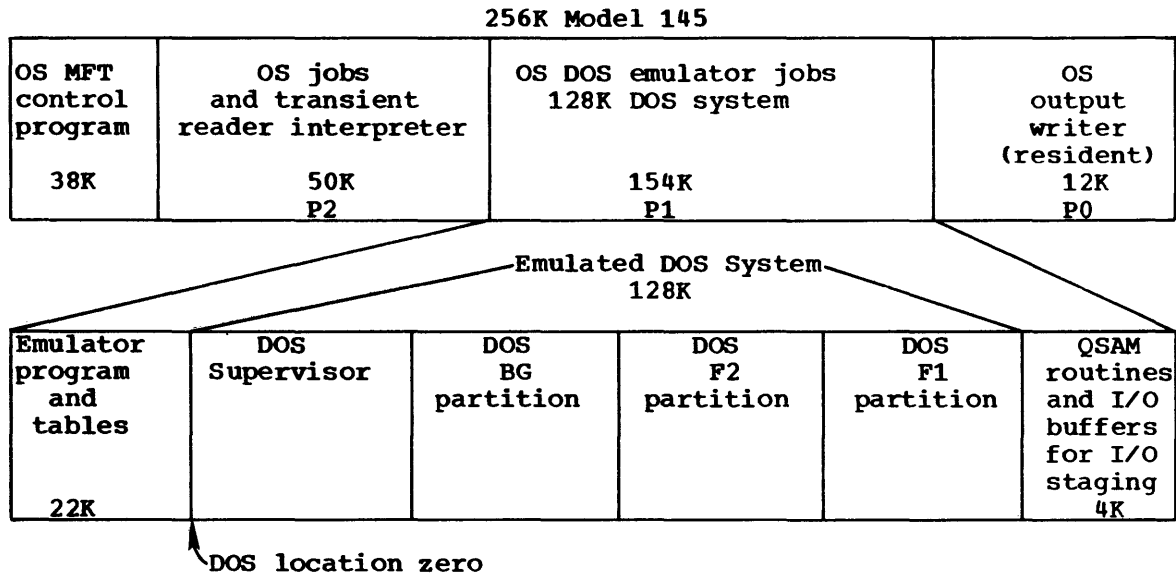 256K Model 145
OS MFT
control
program
38K
OS jobs
and transient
reader interpreter
50K
P2
OS DOS emulator jobs
128K DOS system
154K
P1
OS
output
writer
(resident)
12K
P0
Emulated DOS System
128K
Emulator
program
and
tables
22K
DOS
Supervisor
DOS
BG
partition
DOS
F2
partition
DOS
F1
partition
QSAM
routines
and I/O
buffers
for I/O
staging
4K
DOS location zero